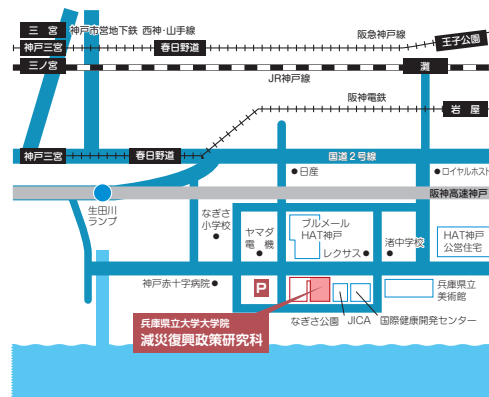 三 宮
神戸市営地下鉄 西神・山手線
阪急神戸線
王子公園
神戸三宮
春日野道
三ノ宮
灘
JR神戸線
阪神電鉄
岩 屋
神戸三宮
春日野道
国道2号線
日産
ロイヤルホスト
阪神高速神戸
生田川
ランプ
なぎさ
小学校
ヤマダ
電 機
ブルメール
HAT神戸
レクサス
渚中学校
HAT神戸
公営住宅
神戸赤十字病院
P
兵庫県立
美術館
なぎさ公園
JICA
国際健康開発センター
兵庫県立大学大学院
減災復興政策研究科